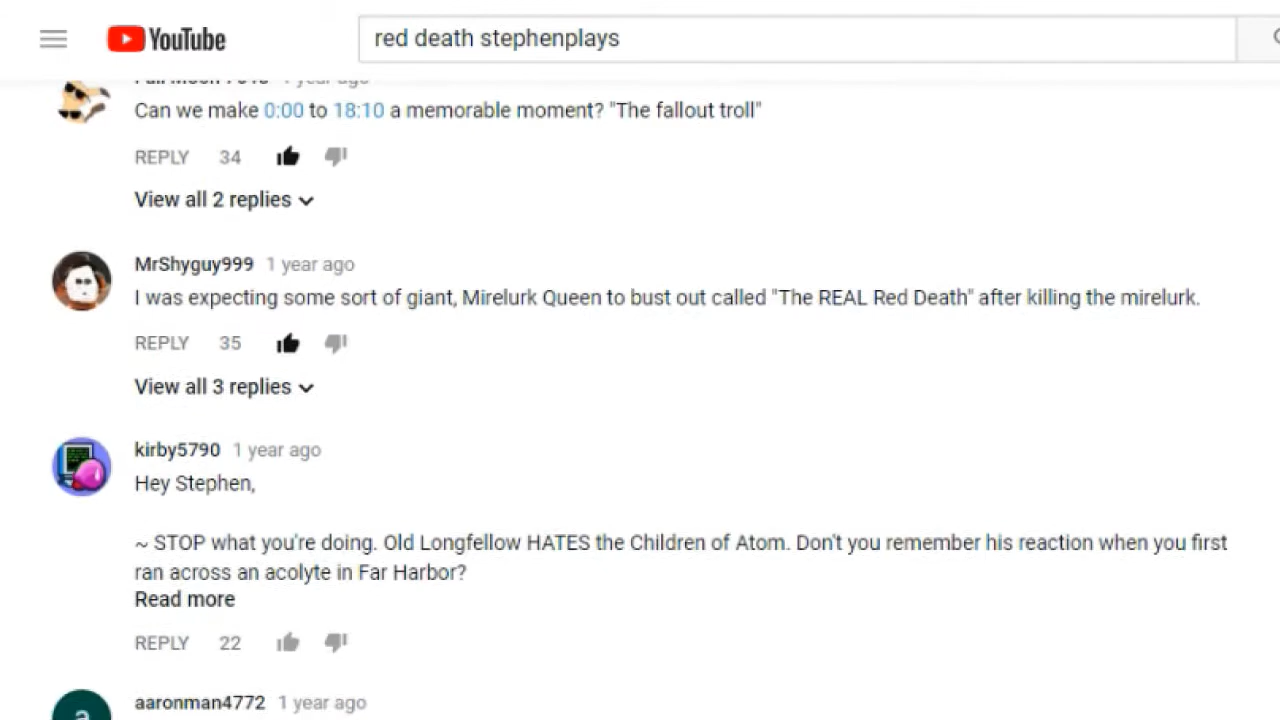 YouTube
red death stephenplays
1 year ago
Can we make 0:00 to 18:10 a memorable moment? "The fallout troll"
REPLY 34
View all 2 replies
MrShyguy999 1 year ago
I was expecting some sort of giant, Mirelurk Queen to bust out called "The REAL Red Death" after killing the mirelurk.
REPLY 35
View all 3 replies
kirby5790 1 year ago
Hey Stephen,
~ STOP what you're doing. Old Longfellow HATES the Children of Atom. Don't you remember his reaction when you first
ran across an acolyte in Far Harbor?
Read more
REPLY 22
aaronman4772 1 year ago
a